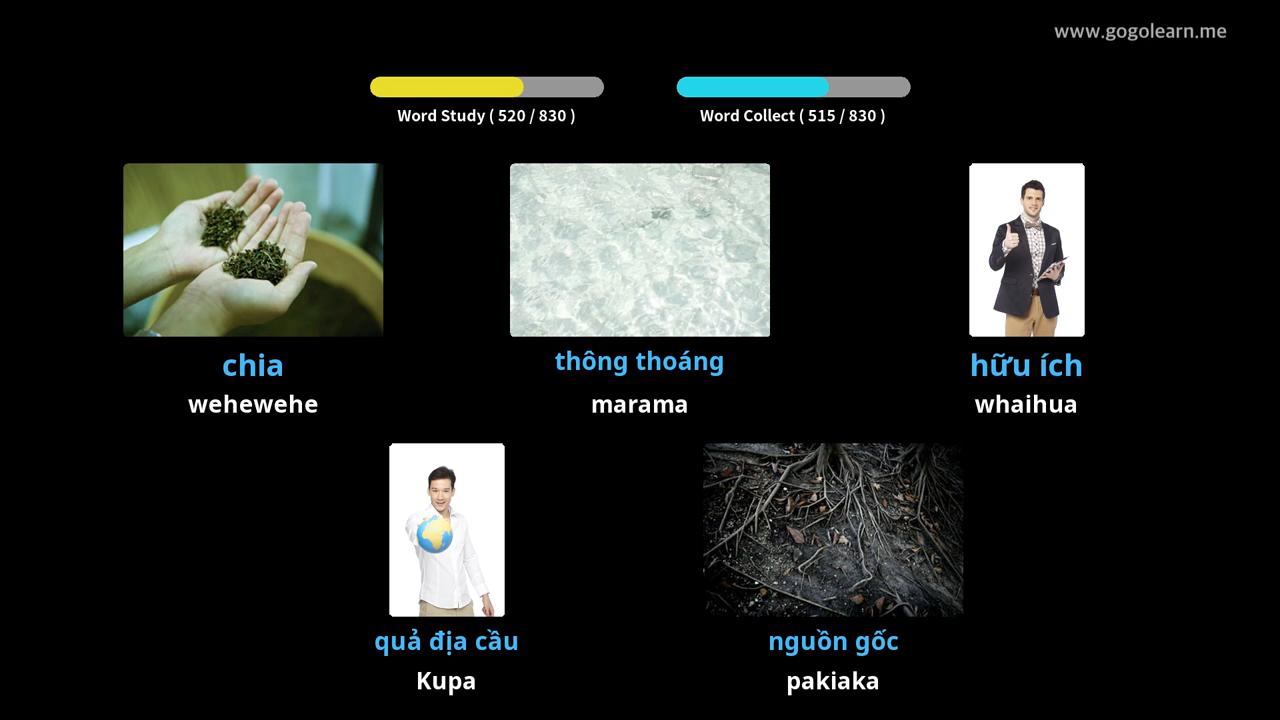 www.gogolearn.me
Word Study ( 520 / 830 )
Word Collect ( 515 / 830 )
chia
wehewehe
thông thoáng
marama
hữu ích
whaihua
quả địa cầu
Kupa
nguồn gốc
pakiaka